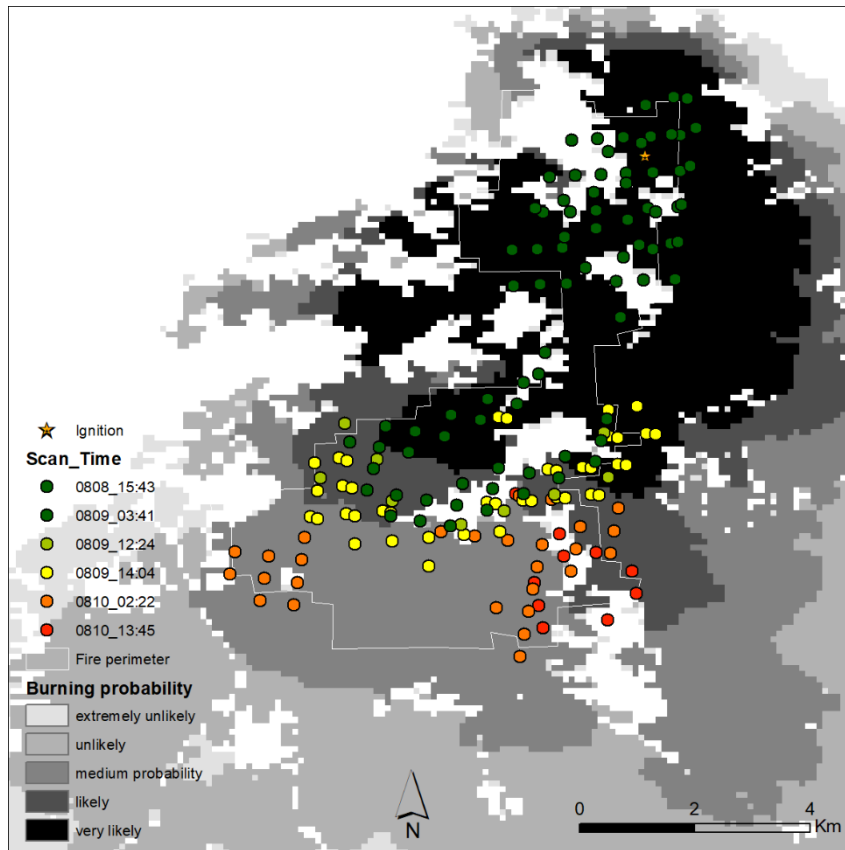 Ignition
Scan_Time
0808_15:43
0809_03:41
0809_12:24
0809_14:04
0810_02:22
0810_13:45
Fire perimeter
Burning probability
extremely unlikely
unlikely
medium probability
likely
very likely
N
0 2 4
Km